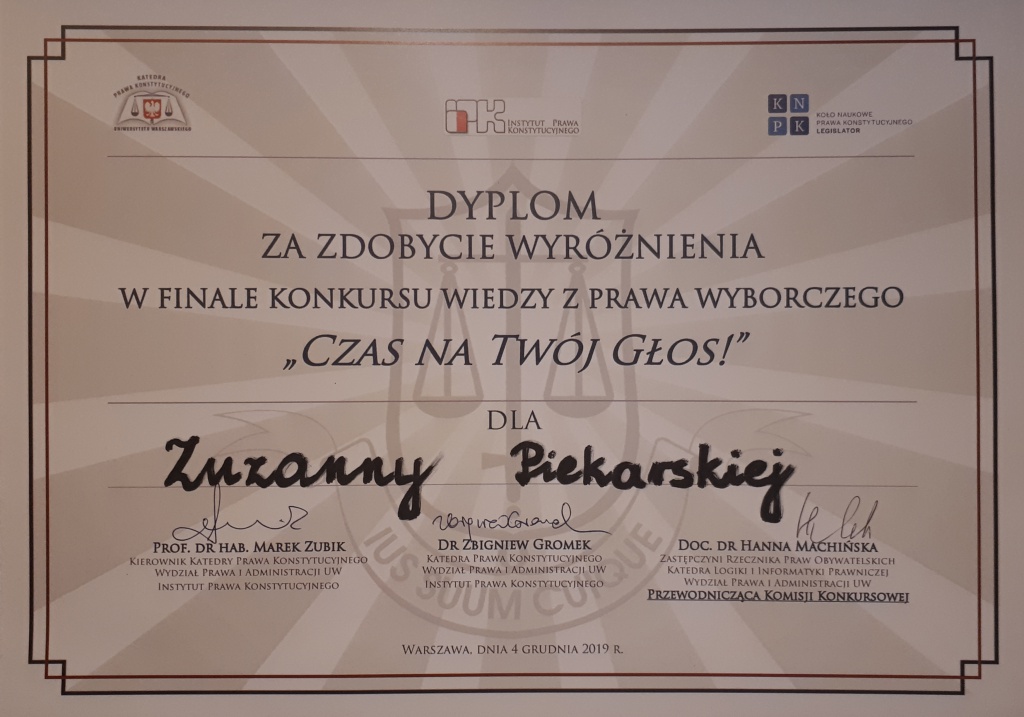 KATEDRA
PRAWA KONSTYTUCYJNEGO
UNIWERSYTETU WARSZAWSKIEGO
IPK INSTYTUT PRAWA
KONSTYTUCYJNEGO
KN
PK
KOŁO NAUKOWE
PRAWA KONSTYTUCYJNEGO
LEGISLATOR
DYPLOM
ZA ZDOBYCIE WYRÓŻNIENIA
W FINALE KONKURSU WIEDZY Z PRAWA WYBORCZEGO
„CZAS NA TWÓJ GŁOS!”
DLA
Zuzanny Piekarskiej
PROF. DR HAB. MAREK ZUBIK
KIEROWNIK KATEDRY PRAWA KONSTYTUCYJNEGO
WYDZIAŁ PRAWA I ADMINISTRACJI UW
INSTYTUT PRAWA KONSTYTUCYJNEGO
DR ZBIGNIEW GROMEK
KATEDRA PRAWA KONSTYTUCYJNEGO
WYDZIAŁ PRAWA I ADMINISTRACJI UW
INSTYTUT PRAWA KONSTYTUCYJNEGO
DOC. DR HANNA MACHIŃSKA
ZASTĘPCZYNI RZECZNIKA PRAW OBYWATELSKICH
KATEDRA LOGIKI I INFORMATYKI PRAWNICZEJ
WYDZIAŁ PRAWA I ADMINISTRACJI UW
PRZEWODNICZĄCA KOMISJI KONKURSOWEJ
IUS SUUM CUIQUE
WARSZAWA, DNIA 4 GRUDNIA 2019 R.